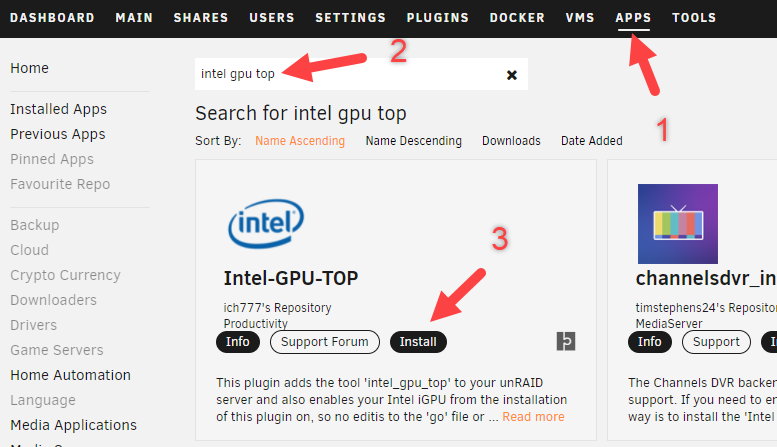 DASHBOARD MAIN SHARES USERS SETTINGS PLUGINS DOCKER VMS APPS TOOLS
Home
Installed Apps
Previous Apps
Pinned Apps
Favourite Repo
Backup
Cloud
Crypto Currency
Downloaders
Drivers
Game Servers
Home Automation
Language
Media Applications
intel gpu top
2
1
Search for intel gpu top
Sort By: Name Ascending Name Descending Downloads Date Added
intel
3
Intel-GPU-TOP
ich777's Repository
Productivity
Info Support Forum Install
This plugin adds the tool 'intel_gpu_top' to your unRAID
server and also enables your Intel iGPU from the installation
of this plugin on, so no editis to the 'go' file or ... Read more
channelsdvr_in
timstephens24's Reposito
MediaServer
Info Support
The Channels DVR backen
support. If you need to en
way is to install the 'Intel